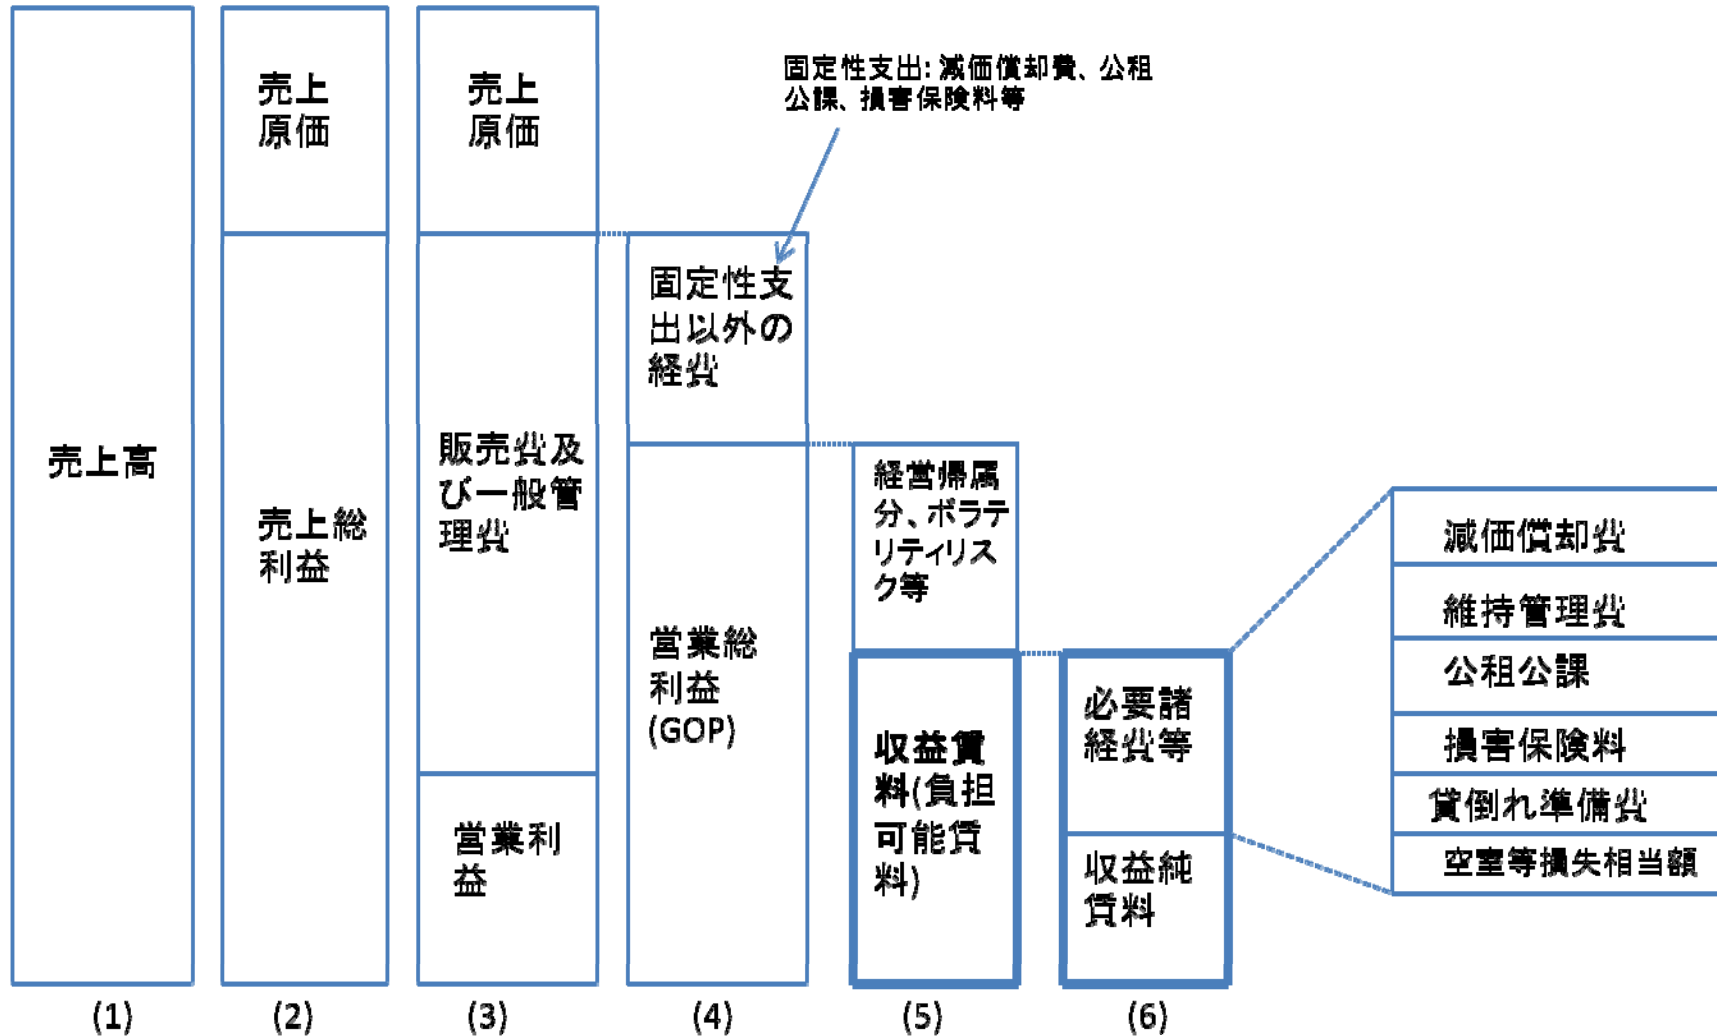 売上高
(1)
売上
原価
売上総
利益
(2)
売上
原価
販売費及
び一般管
理費
営業利
益
(3)
固定性支出: 減価償却費、公租
公課、損害保険料等
固定性支
出以外の
経費
営業総
利益
(GOP)
(4)
経営帰属
分、ボラテ
リティリス
ク等
収益賃
料(負担
可能賃
料)
(5)
必要諸
経費等
収益純
賃料
(6)
減価償却費
維持管理費
公租公課
損害保険料
貸倒れ準備費
空室等損失相当額